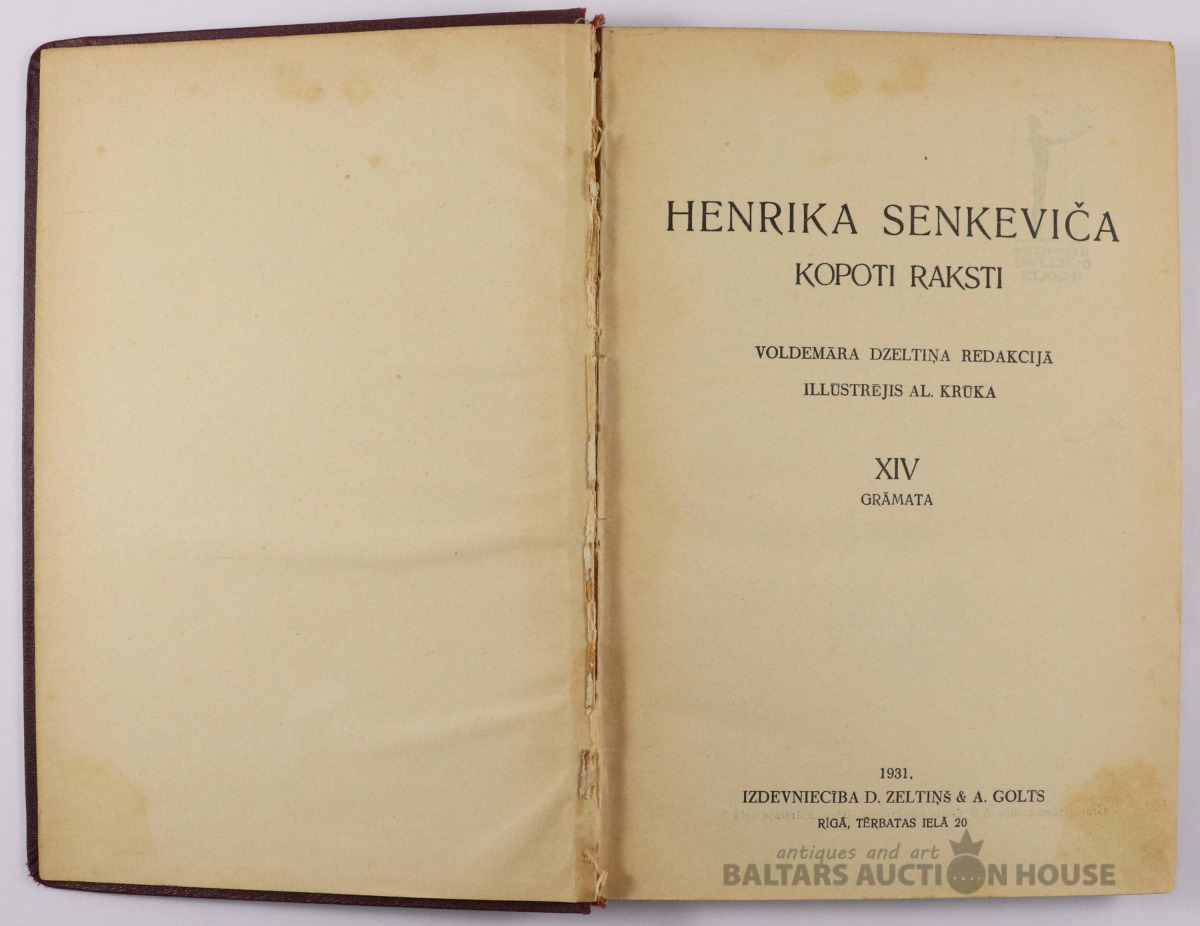 HENRIKA SENKEVIČA
KOPOTI RAKSTI
VOLDEMĀRA DZELTIŅA REDAKCIJĀ
ILLŪSTRĒJIS AL. KRŪKA
XIV
GRĀMATA
1931.
IZDEVNIECĪBA D. ZELTIŅŠ & A. GOLTS
RĪGĀ, TĒRBATAS IELĀ 20
antiques and art
BALTARS AUCTION HOUSE